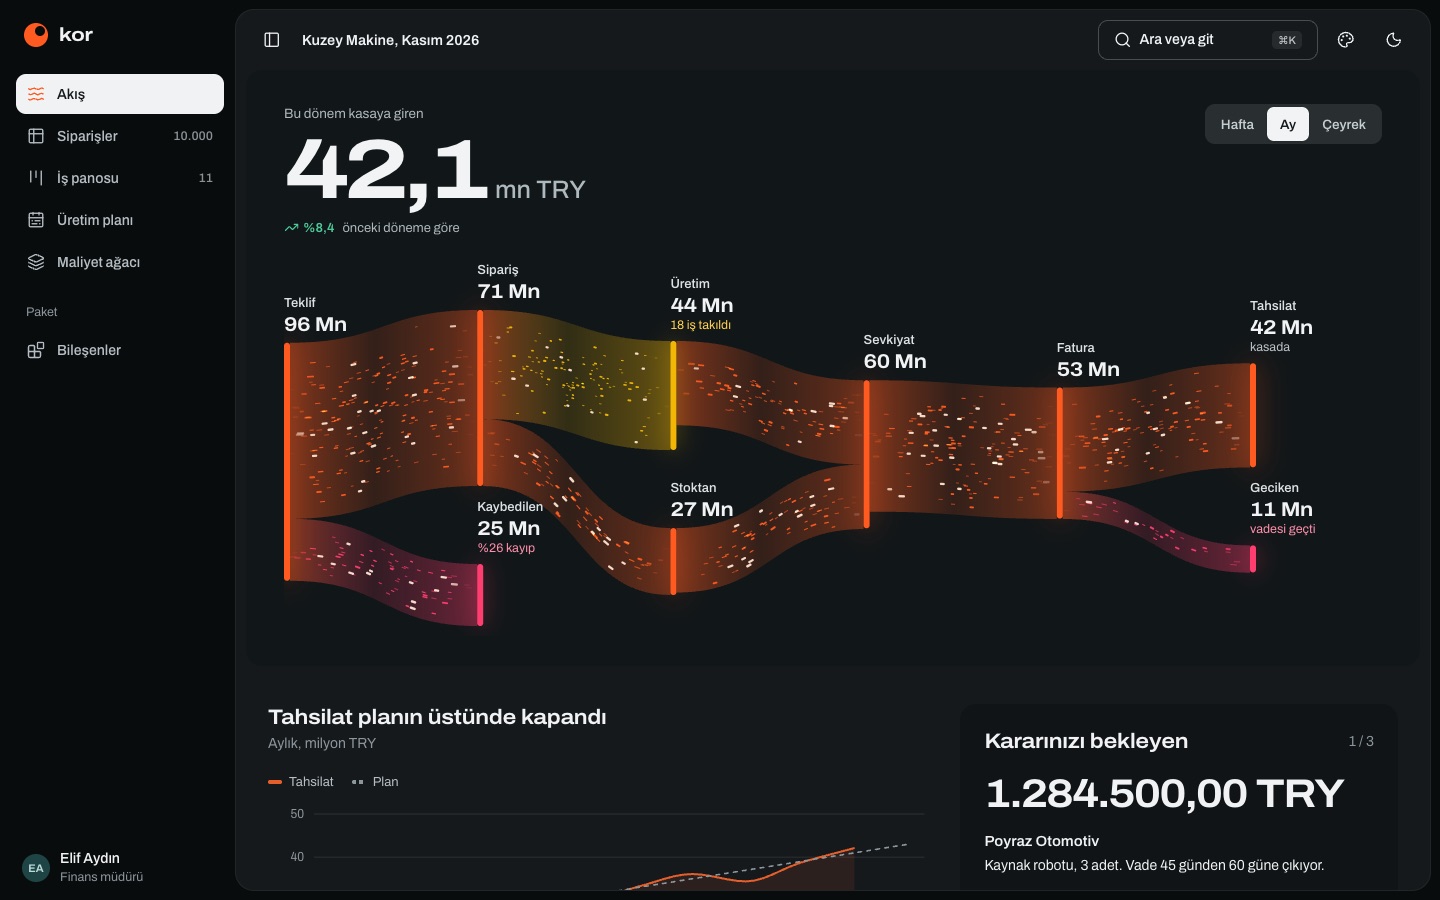 kor
Akış
Siparişler 10.000
İş panosu 11
Üretim planı
Maliyet ağacı
Paket
Bileşenler
EA
Elif Aydın
Finans müdürü
Kuzey Makine, Kasım 2026
Ara veya git ⌘K
Bu dönem kasaya giren
42,1 mn TRY
%8,4 önceki döneme göre
Hafta Ay Çeyrek
Teklif
96 Mn
Sipariş
71 Mn
Kaybedilen
25 Mn
%26 kayıp
Üretim
44 Mn
18 iş takıldı
Stoktan
27 Mn
Sevkiyat
60 Mn
Fatura
53 Mn
Tahsilat
42 Mn
kasada
Geciken
11 Mn
vadesi geçti
Tahsilat planın üstünde kapandı
Aylık, milyon TRY
Tahsilat Plan
50
40
Kararınızı bekleyen 1 / 3
1.284.500,00 TRY
Poyraz Otomotiv
Kaynak robotu, 3 adet. Vade 45 günden 60 güne çıkıyor.